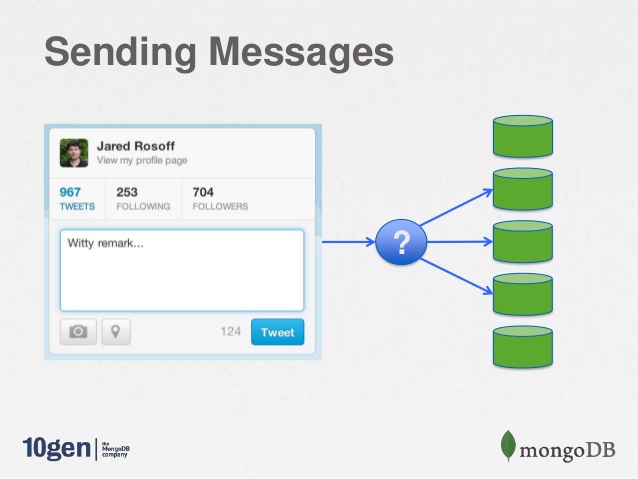 Sending Messages
Jared Rosoff
View my profile page
967
TWEETS
253
FOLLOWING
704
FOLLOWERS
Witty remark...
124
Tweet
?
10gen
the
MongoDB
company
mongoDB